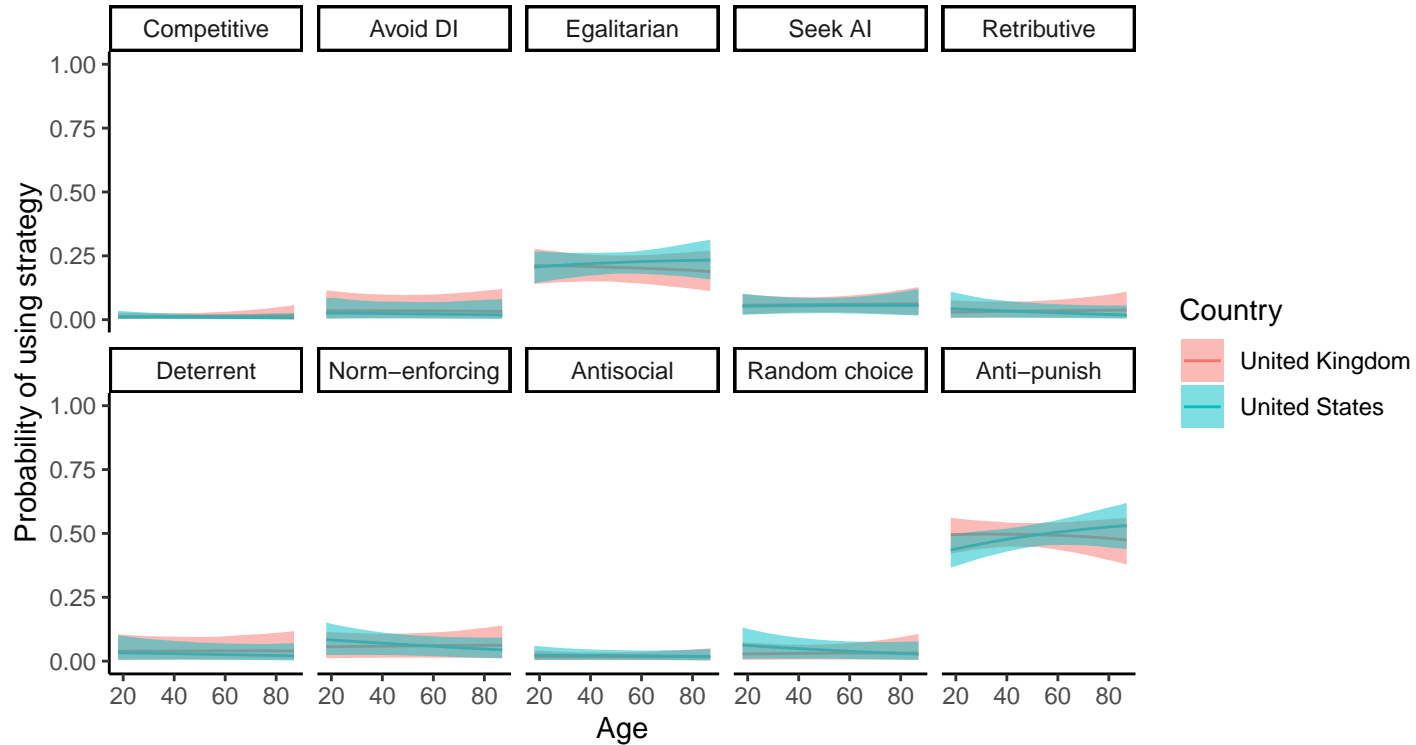 Competitive Avoid DI Egalitarian Seek AI Retributive
1.00
0.75
0.50
0.25
0.00
Deterrent Norm−enforcing Antisocial Random choice Anti−punish
1.00
0.75
0.50
0.25
0.00
20 40 60 80 20 40 60 80 20 40 60 80 20 40 60 80 20 40 60 80
Age
Probability of using strategy
Country
United Kingdom
United States